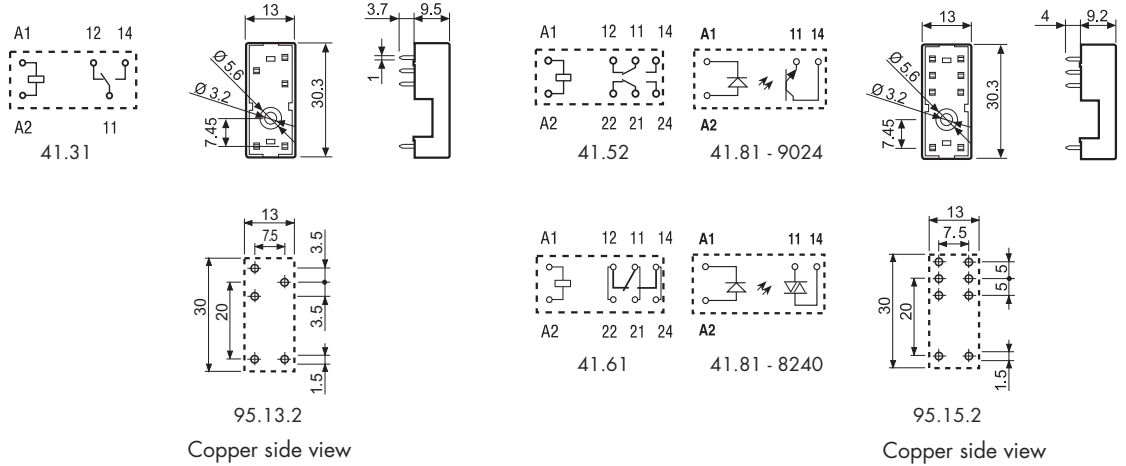 A1 12 14
A2 11
41.31
13
Ø 5.6
Ø 3.2
7.45
30.3
3.7 9.5
1
A1 12 11 14
A2 22 21 24
41.52
A1 11 14
A2
41.81 - 9024
13
Ø 5.6
Ø 3.2
7.45
30.3
4 9.2
13
7.5
3.5
30
20
3.5
1.5
95.13.2
Copper side view
A1 12 11 14
A2 22 21 24
41.61
A1 11 14
A2
41.81 - 8240
13
7.5
5
30
20
5
1.5
95.15.2
Copper side view